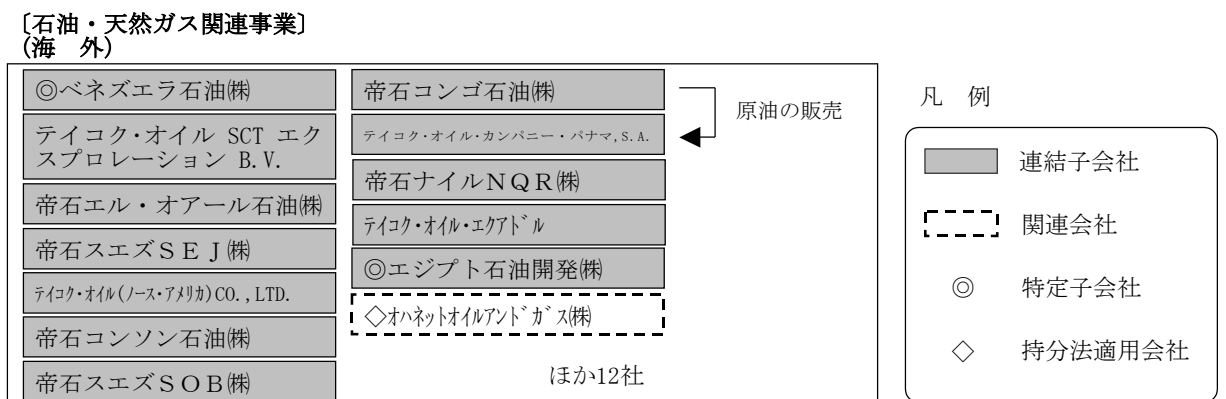 〔石油・天然ガス関連事業〕
(海　外)
◎ベネズエラ石油㈱
テイコク・オイル SCT エク
スプロレーション B.V.
帝石エル・オアール石油㈱
帝石スエズＳＥＪ㈱
ﾃｲｺｸ・ｵｲﾙ(ﾉｰｽ・ｱﾒﾘｶ)CO.,LTD.
帝石コンソン石油㈱
帝石スエズＳＯＢ㈱
帝石コンゴ石油㈱
テイコク・オイル・カンパニー・パナマ,S.A.
帝石ナイルＮＱＲ㈱
ﾃｲｺｸ・ｵｲﾙ・ｴｸｱﾄﾞﾙ
◎エジプト石油開発㈱
◇ｵﾊﾈｯﾄｵｲﾙｱﾝﾄﾞｶﾞｽ㈱
ほか12社
原油の販売
凡　例
連結子会社
関連会社
◎　特定子会社
◇　持分法適用会社